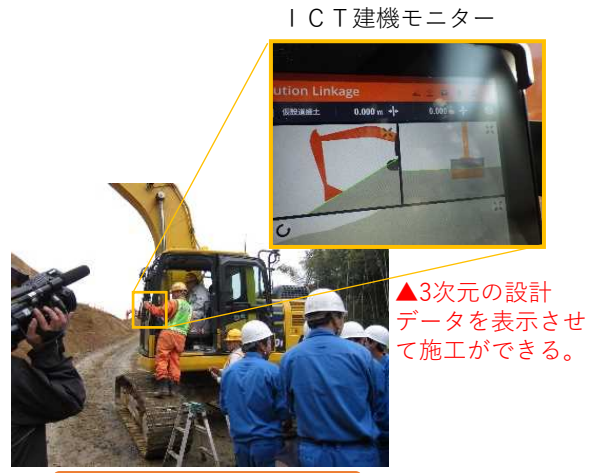 ＩＣＴ建機モニター
ution Linkage
仮設道盛土 0.000 m 0.000 m
▲3次元の設計
データを表示させ
て施工ができる。